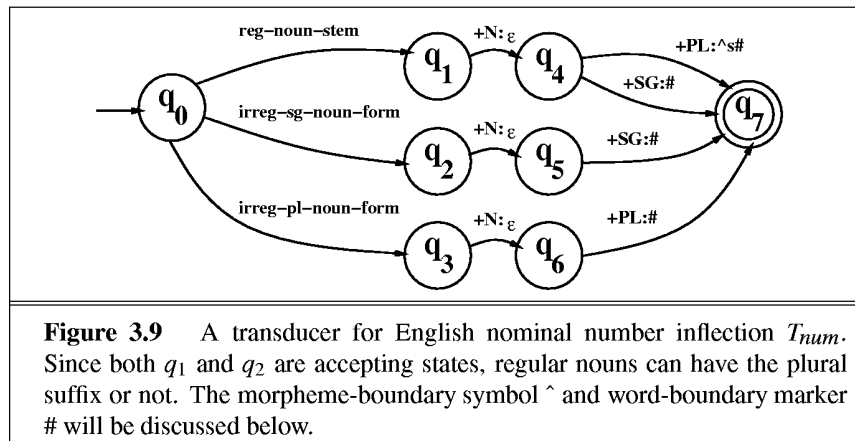 reg-noun-stem
+N:ε
+PL:^s#
q1
q4
+SG:#
q0
q7
irreg-sg-noun-form
+N:ε
+SG:#
q2
q5
irreg-pl-noun-form
+N:ε
+PL:#
q3
q6
Figure 3.9 A transducer for English nominal number inflection Tnum.
Since both q1 and q2 are accepting states, regular nouns can have the plural
suffix or not. The morpheme-boundary symbol ^ and word-boundary marker
# will be discussed below.